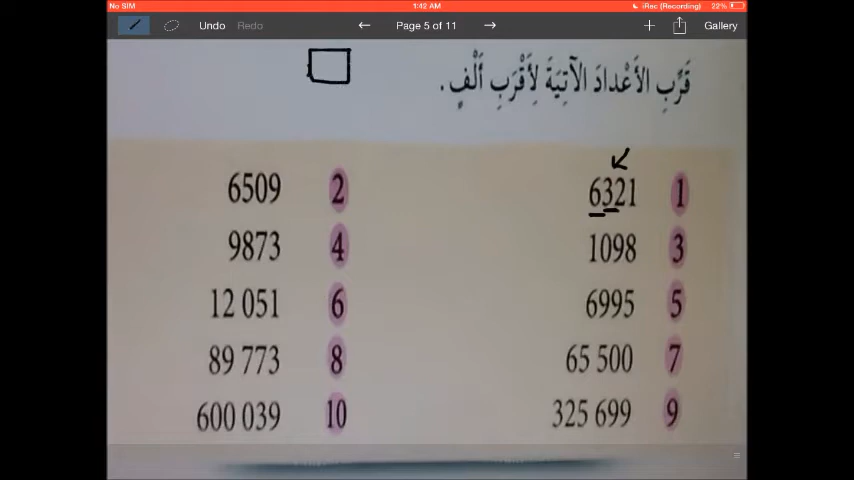 No SIM 1:42 AM iRec (Recording) 22%
Undo Redo Page 5 of 11 Gallery
قَرِّبِ الأَعْدادَ الآتِيَةَ لِأَقْرَبِ أَلْفٍ .
1 6321 2 6509
3 1098 4 9873
5 6995 6 12 051
7 65 500 8 89 773
9 325 699 10 600 039